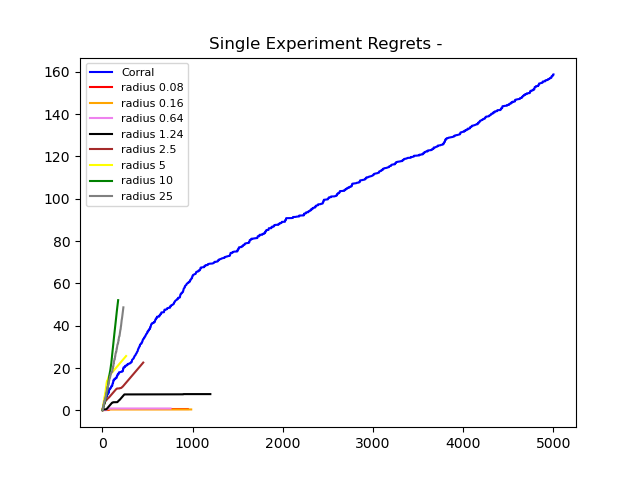 Single Experiment Regrets -
160
140
120
100
80
60
40
20
0
Corral
radius 0.08
radius 0.16
radius 0.64
radius 1.24
radius 2.5
radius 5
radius 10
radius 25
0 1000 2000 3000 4000 5000